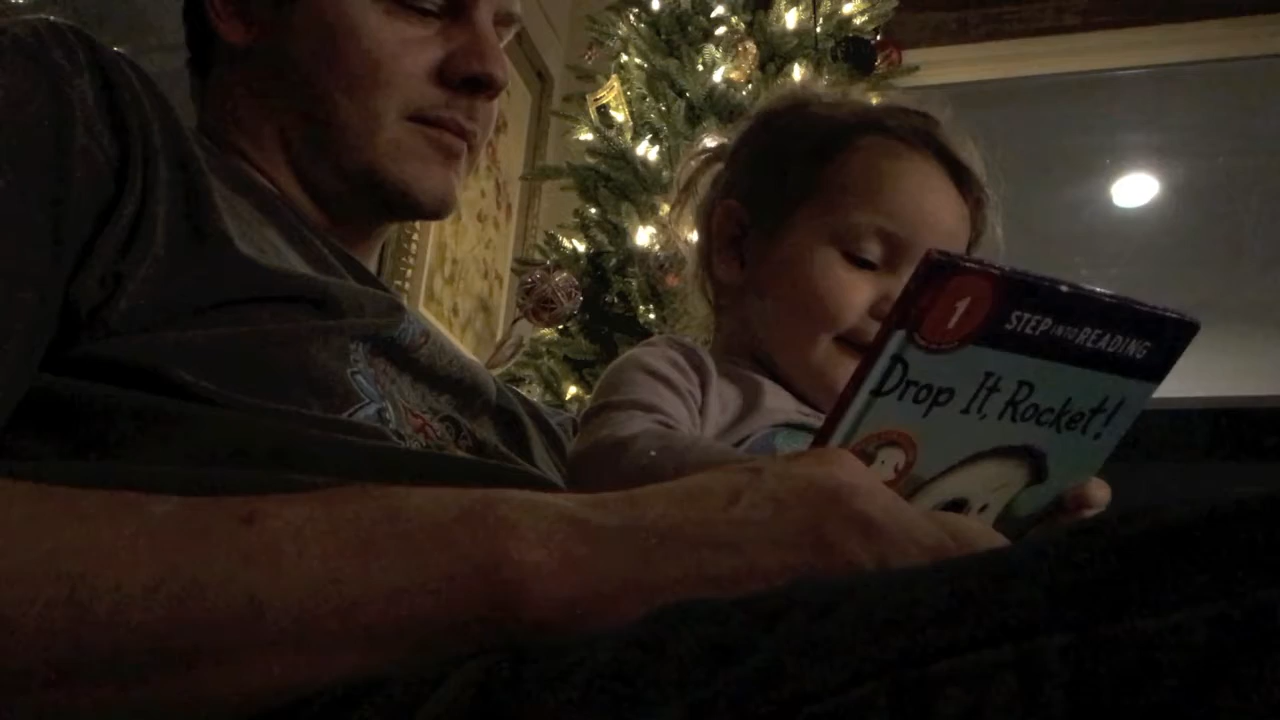 1
STEP INTO READING
Drop It, Rocket!